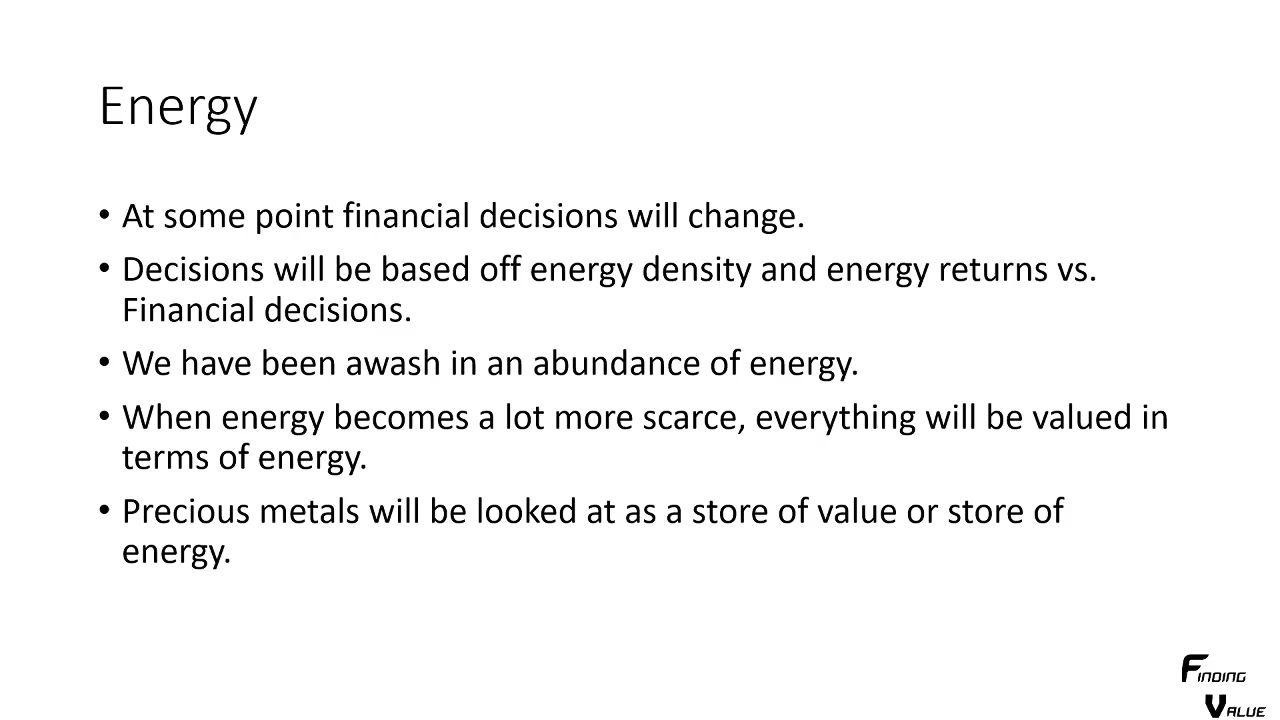 Energy
• At some point financial decisions will change.
• Decisions will be based off energy density and energy returns vs.
Financial decisions.
• We have been awash in an abundance of energy.
• When energy becomes a lot more scarce, everything will be valued in
terms of energy.
• Precious metals will be looked at as a store of value or store of
energy.
Finding
Value